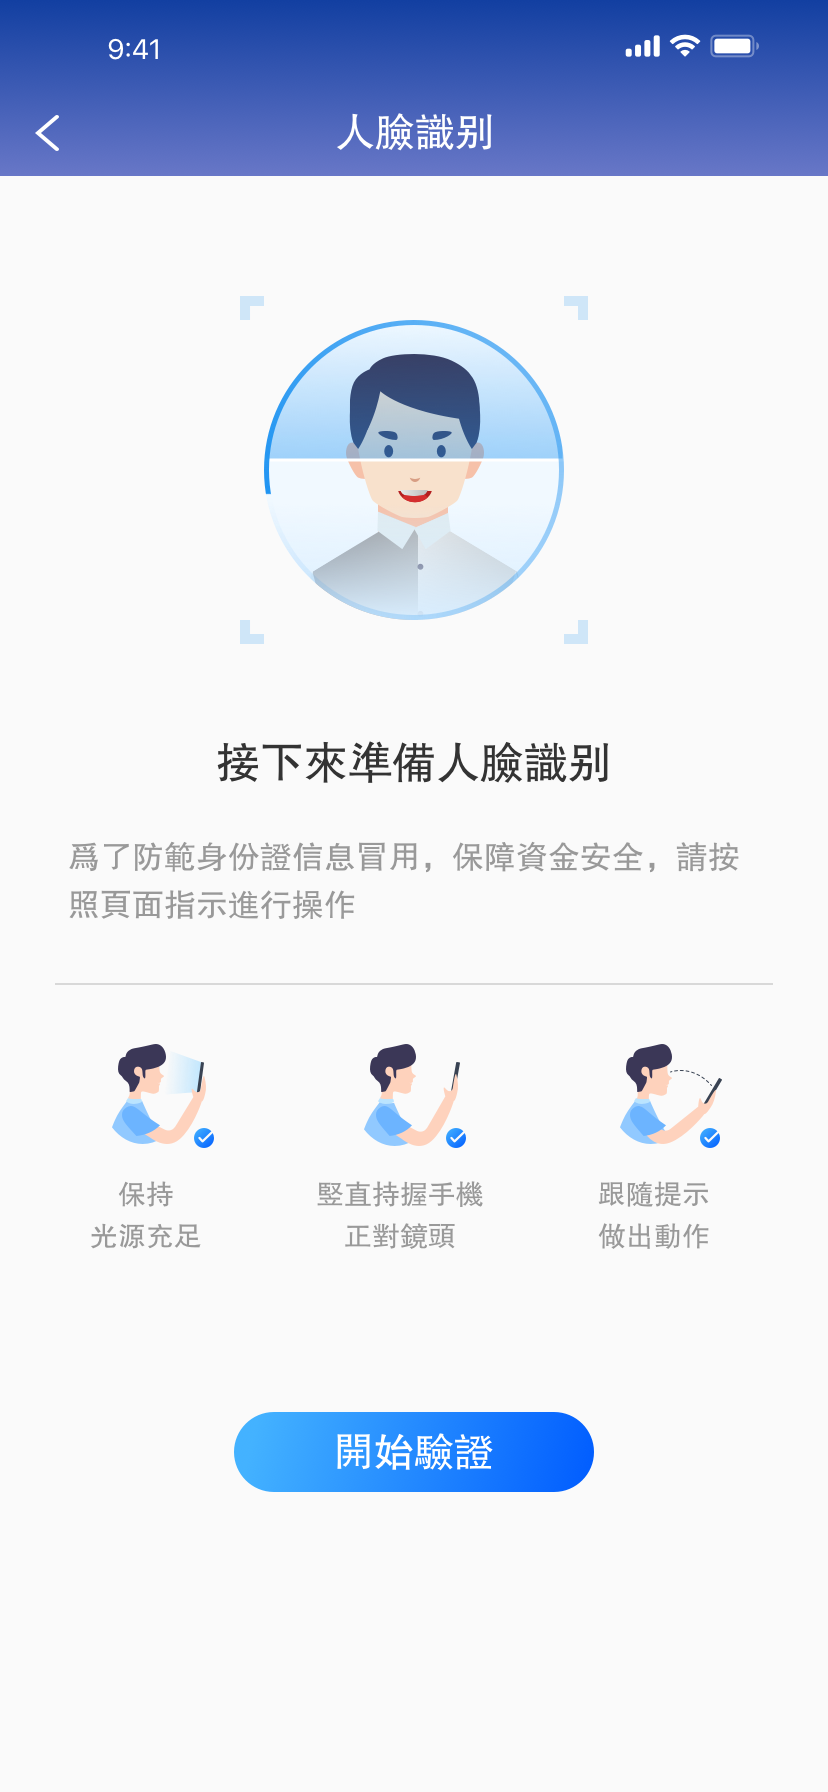 9:41
人臉識别
接下來準備人臉識别
爲了防範身份證信息冒用，保障資金安全，請按
照頁面指示進行操作
保持
光源充足
竪直持握手機
正對鏡頭
跟隨提示
做出動作
開始驗證